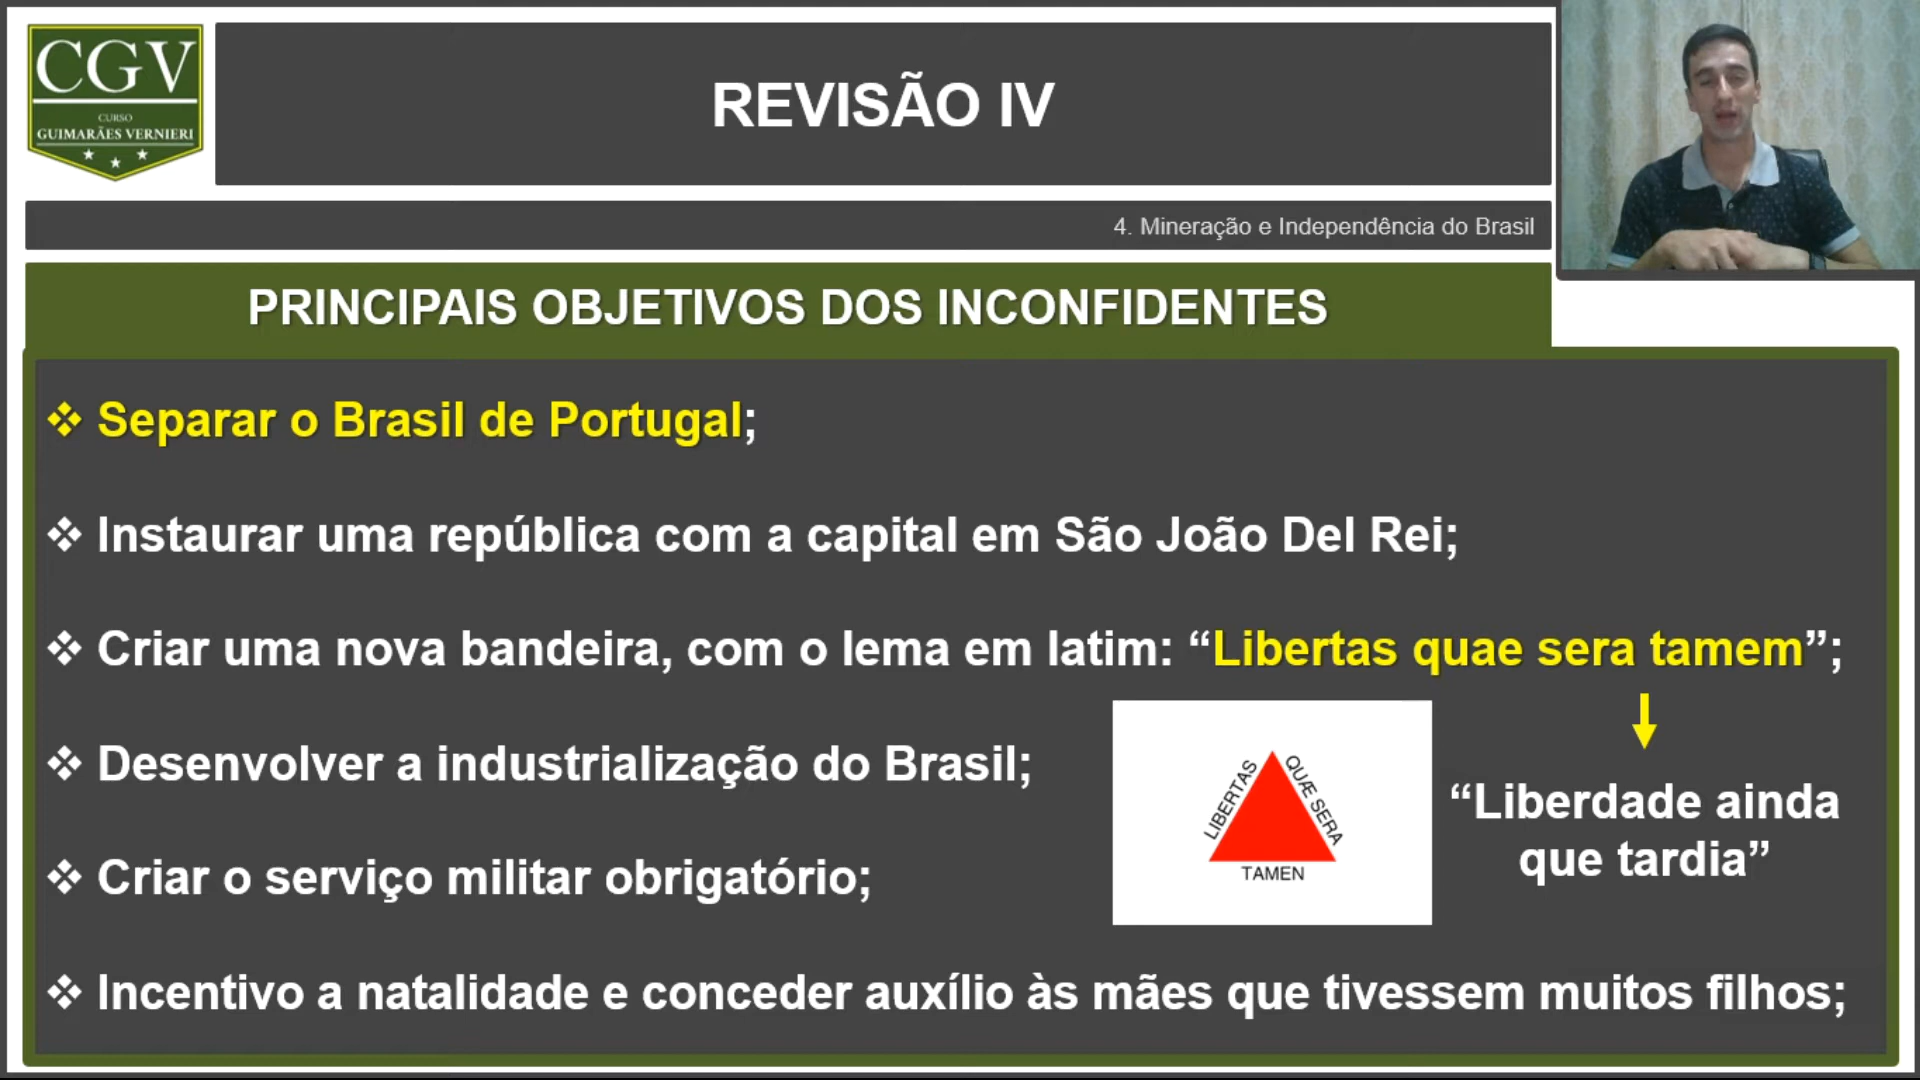 CGV
CURSO
GUIMARÃES VERNIERI
REVISÃO IV
4. Mineração e Independência do Brasil
PRINCIPAIS OBJETIVOS DOS INCONFIDENTES
Separar o Brasil de Portugal;
Instaurar uma república com a capital em São João Del Rei;
Criar uma nova bandeira, com o lema em latim: “Libertas quae sera tamem”;
Desenvolver a industrialização do Brasil;
LIBERTAS
QUÆ SERA
TAMEN
“Liberdade ainda
que tardia”
Criar o serviço militar obrigatório;
Incentivo a natalidade e conceder auxílio às mães que tivessem muitos filhos;